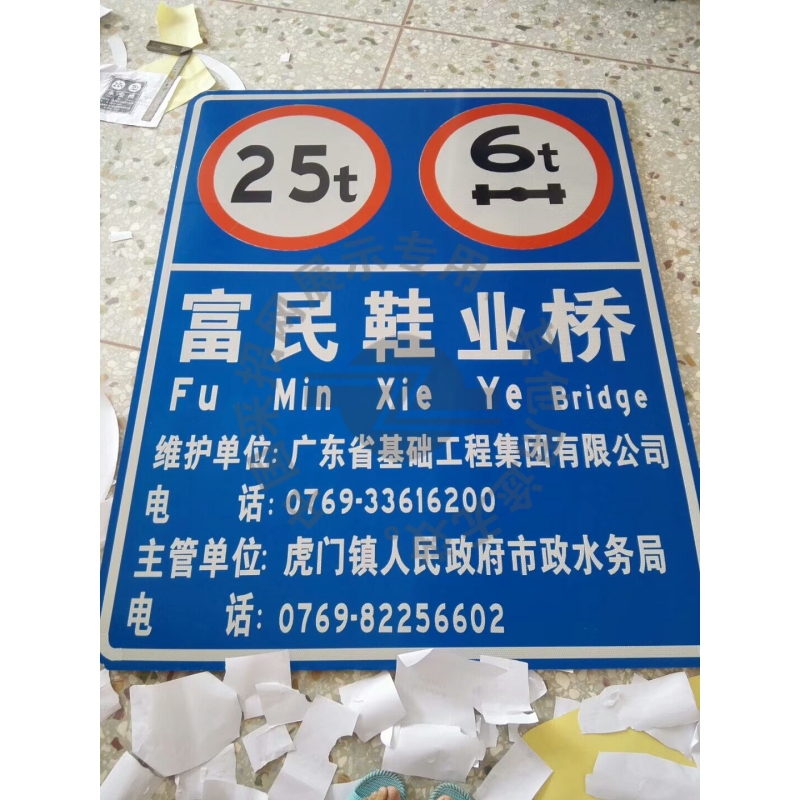 25t
6t
富民鞋业桥
Fu Min Xie Ye Bridge
维护单位:广东省基础工程集团有限公司
电 话:0769-33616200
主管单位:虎门镇人民政府市政水务局
电 话:0769-82256602